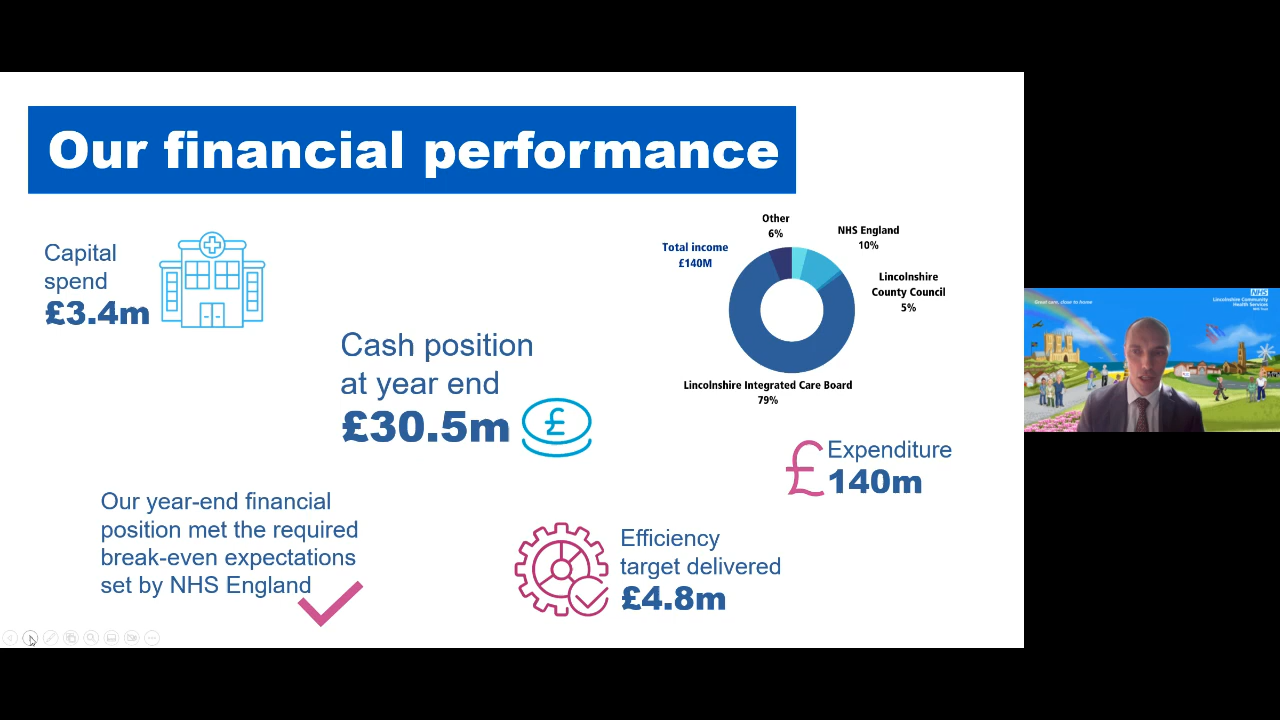 Our financial performance
Capital
spend
£3.4m
Cash position
at year end
£30.5m
Other
6%
NHS England
10%
Total income
£140M
Lincolnshire
County Council
5%
Lincolnshire Integrated Care Board
79%
£
Expenditure
140m
Our year-end financial
position met the required
break-even expectations
set by NHS England
Efficiency
target delivered
£4.8m
Great care, close to home
NHS
Lincolnshire Community
Health Services
NHS Trust